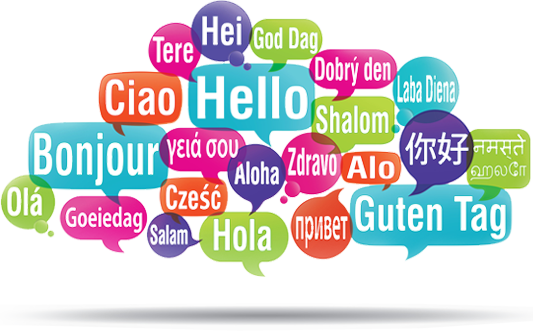 Hei
Tere
God Dag
Dobrý den
Laba Diena
Ciao
Hello
Shalom
Bonjour
γειά σου
Aloha
Zdravo
Alo
你好
नमस्ते
Olá
Goeiedag
Cześć
Salam
Hola
привет
Guten Tag